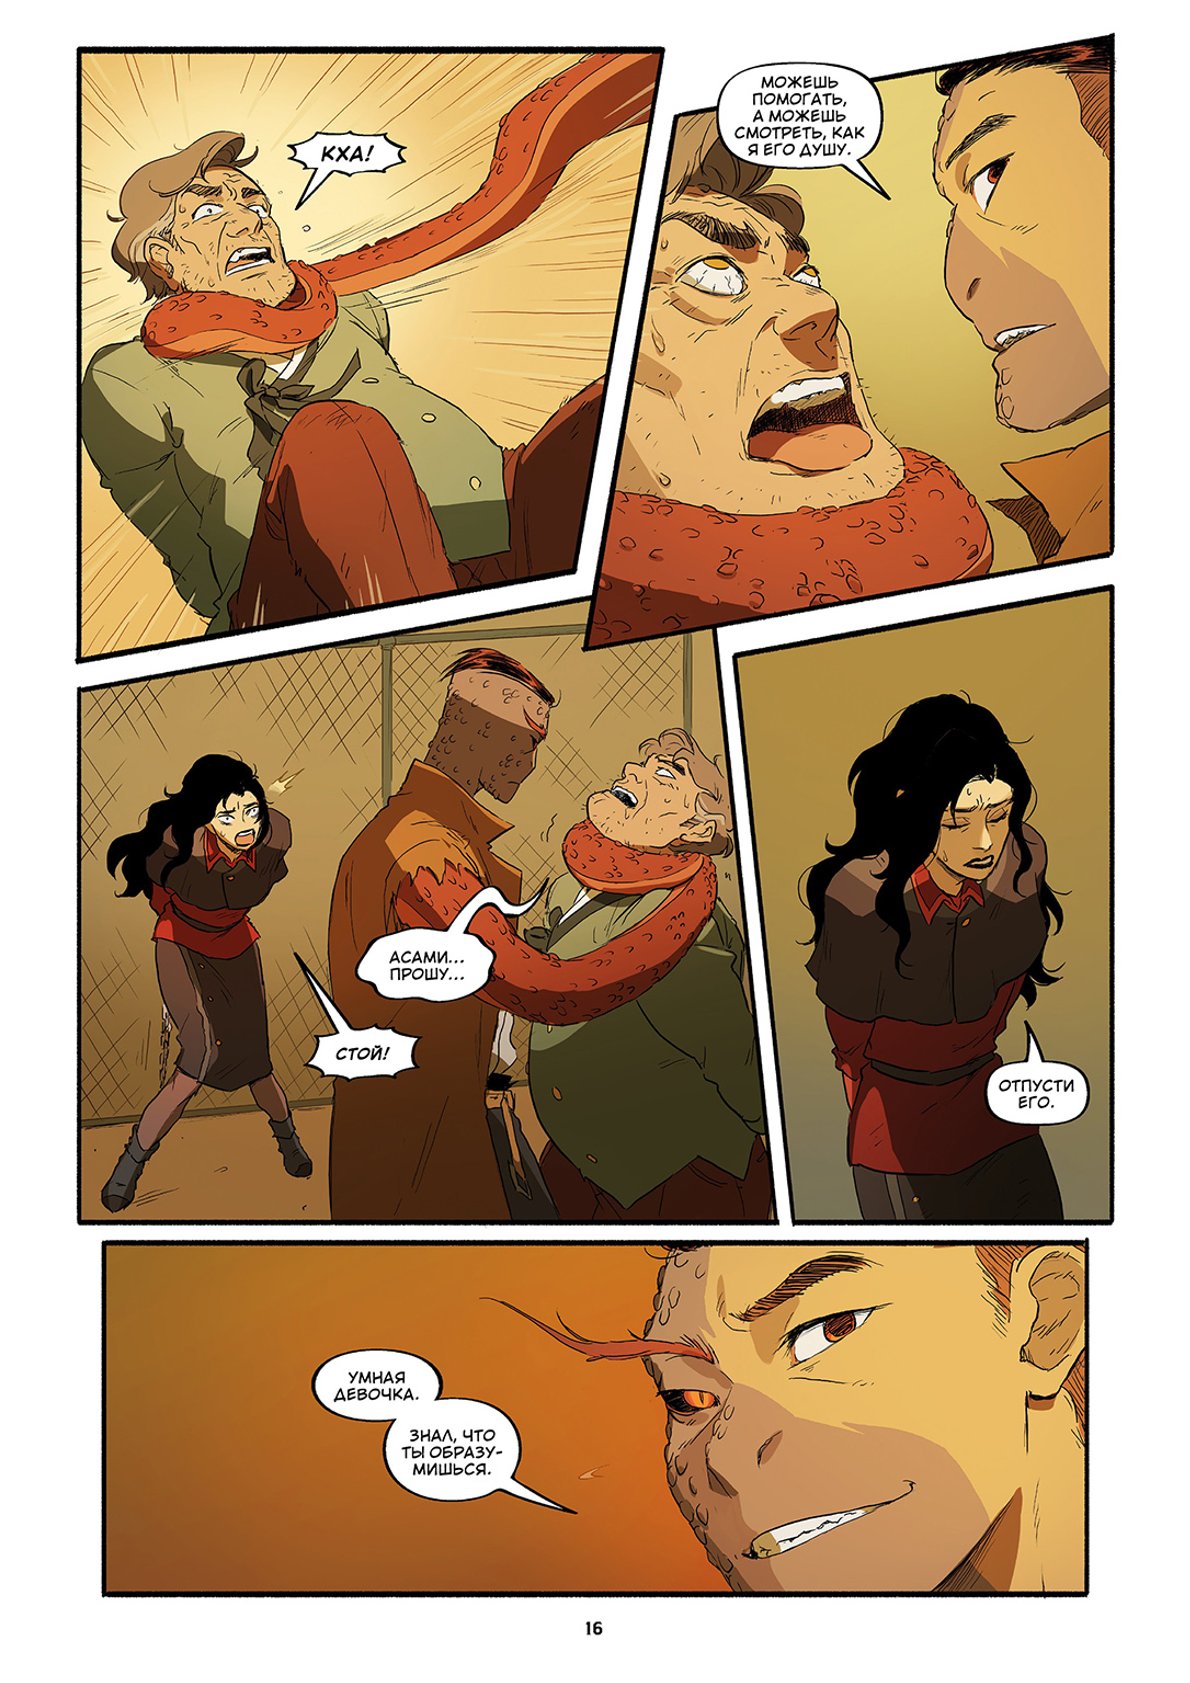 КХА!
МОЖЕШЬ
ПОМОГАТЬ,
А МОЖЕШЬ
СМОТРЕТЬ, КАК
Я ЕГО ДУШУ.
АСАМИ...
ПРОШУ...
СТОЙ!
ОТПУСТИ
ЕГО.
УМНАЯ
ДЕВОЧКА.
ЗНАЛ, ЧТО
ТЫ ОБРАЗУ-
МИШЬСЯ.
16